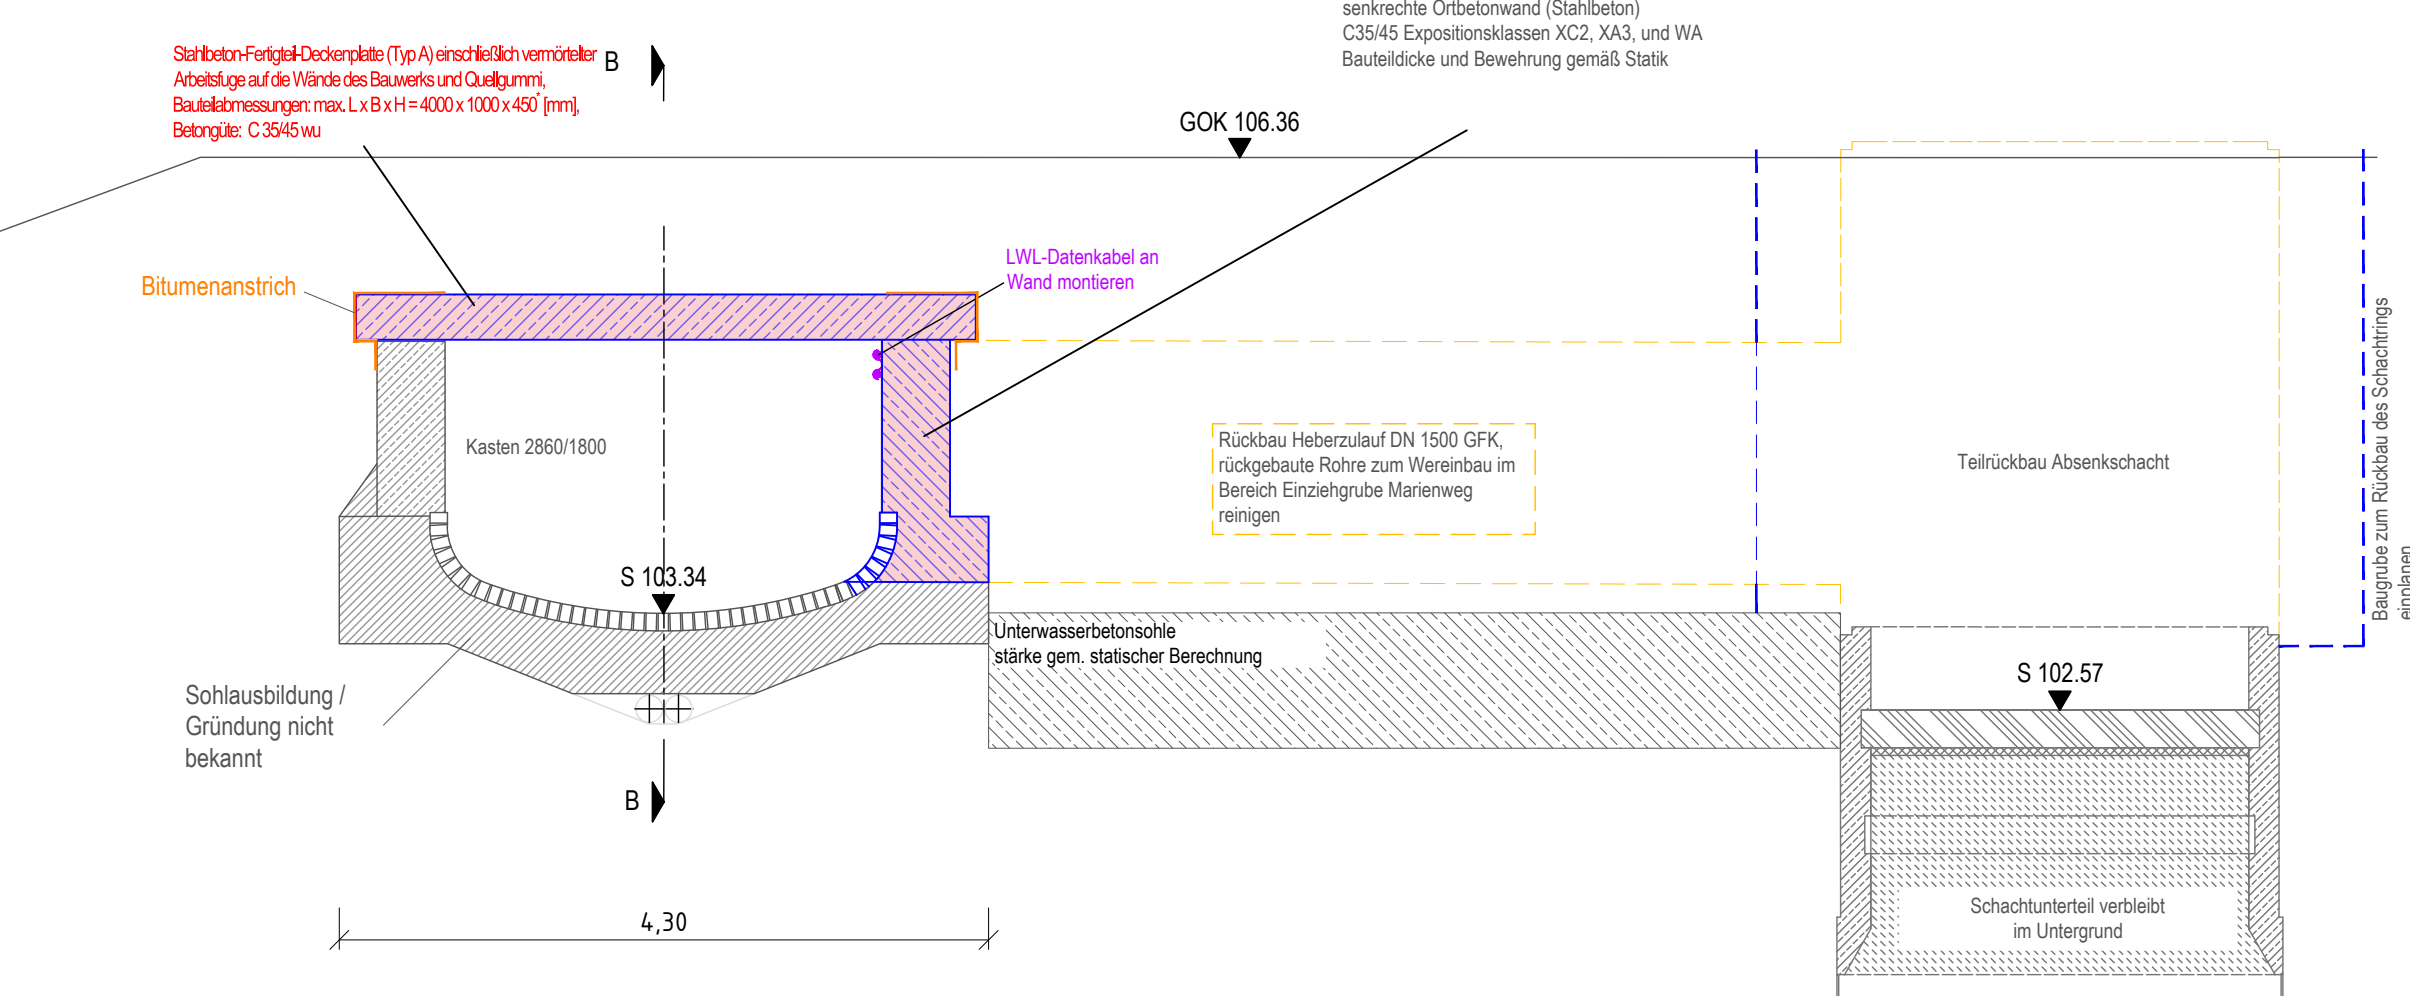 senkrechte Ortbetonwand (Stahlbeton)
C35/45 Expositionsklassen XC2, XA3, und WA
Bauteildicke und Bewehrung gemäß Statik
Stahlbeton-Fertigteil-Deckenplatte (Typ A) einschließlich vermörtelter
Arbeitsfuge auf die Wände des Bauwerks und Quellgummi,
Bauteilabmessungen: max. L x B x H = 4000 x 1000 x 450* [mm],
Betongüte: C 35/45 wu
B
GOK 106.36
LWL-Datenkabel an
Wand montieren
Bitumenanstrich
Kasten 2860/1800
Rückbau Heberzulauf DN 1500 GFK,
rückgebaute Rohre zum Wereinbau im
Bereich Einziehgrube Marienweg
reinigen
Teilrückbau Absenkschacht
Baugrube zum Rückbau des Schachtrings
einplanen
S 103.34
Unterwasserbetonsohle
stärke gem. statischer Berechnung
S 102.57
Sohlausbildung /
Gründung nicht
bekannt
B
4,30
Schachtunterteil verbleibt
im Untergrund